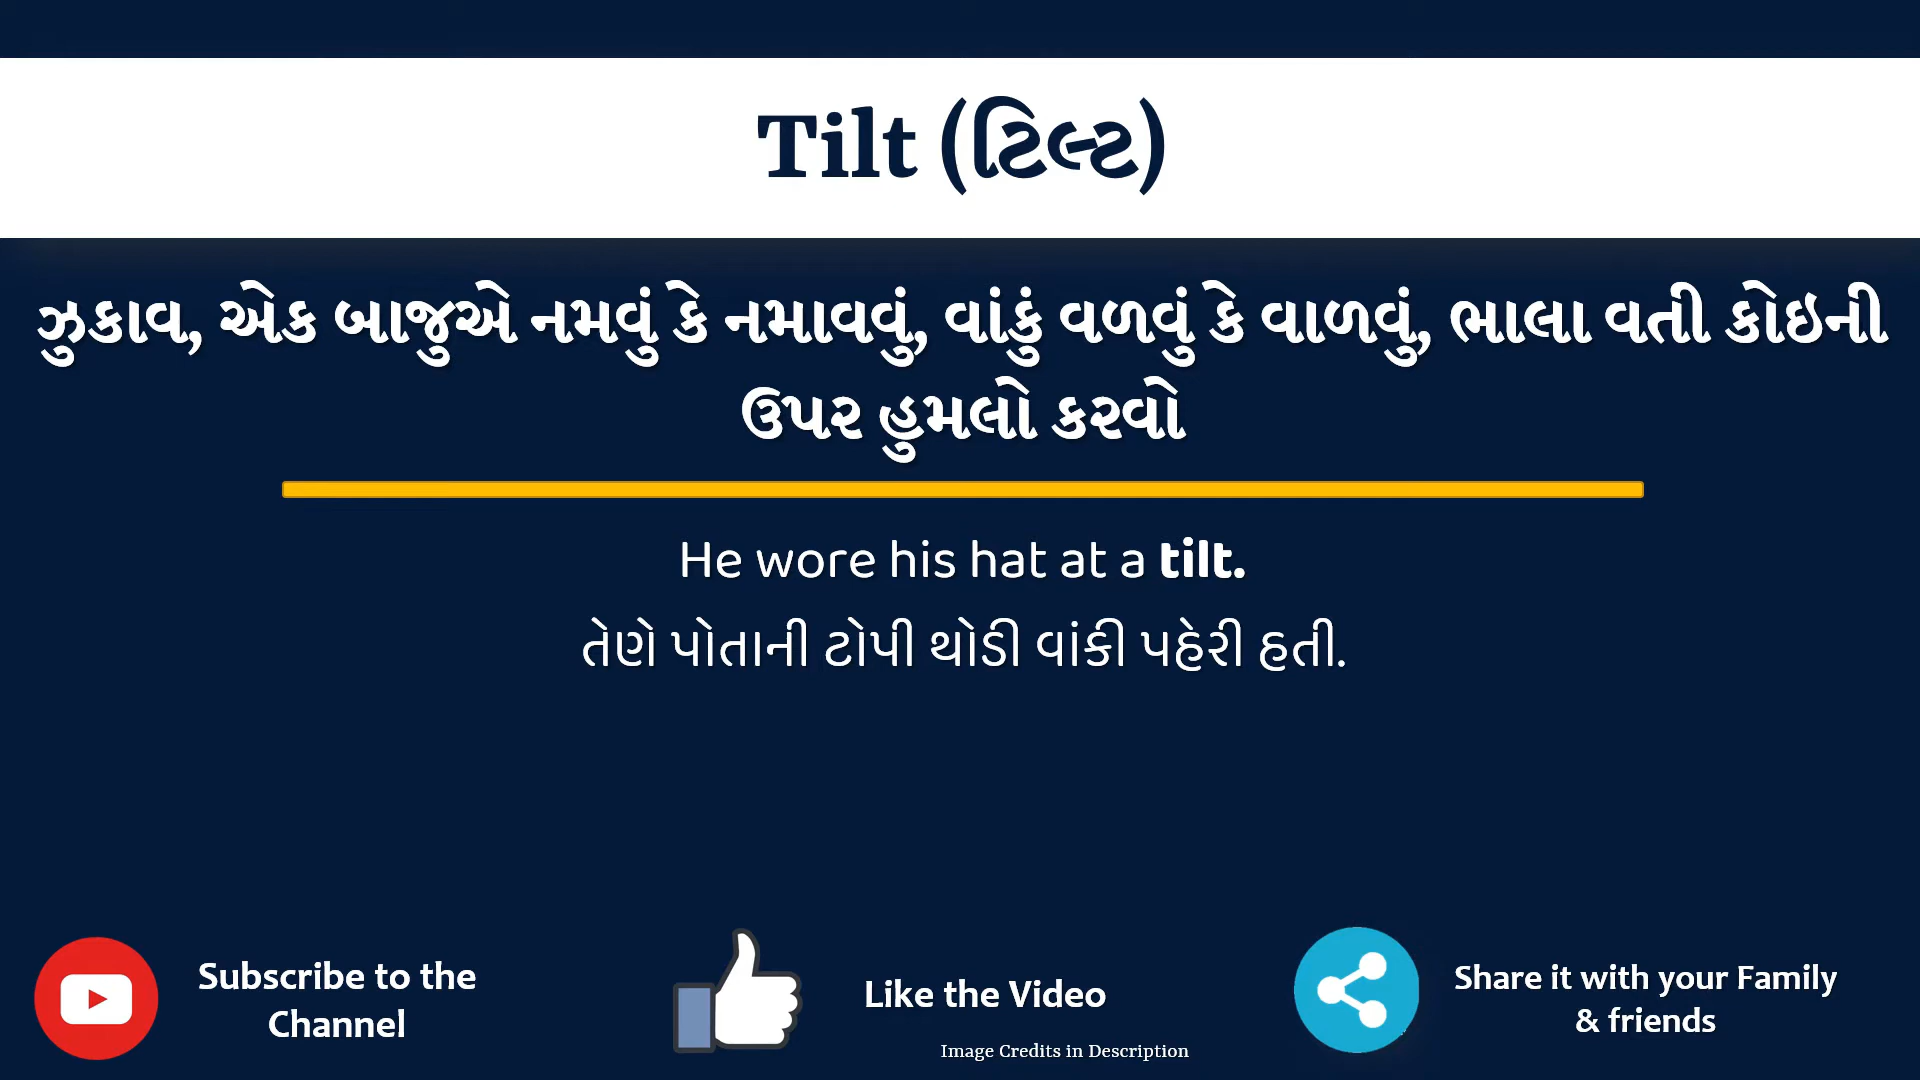 Tilt (ટિલ્ટ)
ઝુકાવ, એક બાજુએ નમવું કે નમાવવું, વાંકું વળવું કે વાળવું, ભાલા વતી કોઇની
ઉપર હુમલો કરવો
He wore his hat at a tilt.
તેણે પોતાની ટોપી થોડી વાંકી પહેરી હતી.
Subscribe to the
Channel
Like the Video
Share it with your Family
& friends
Image Credits in Description